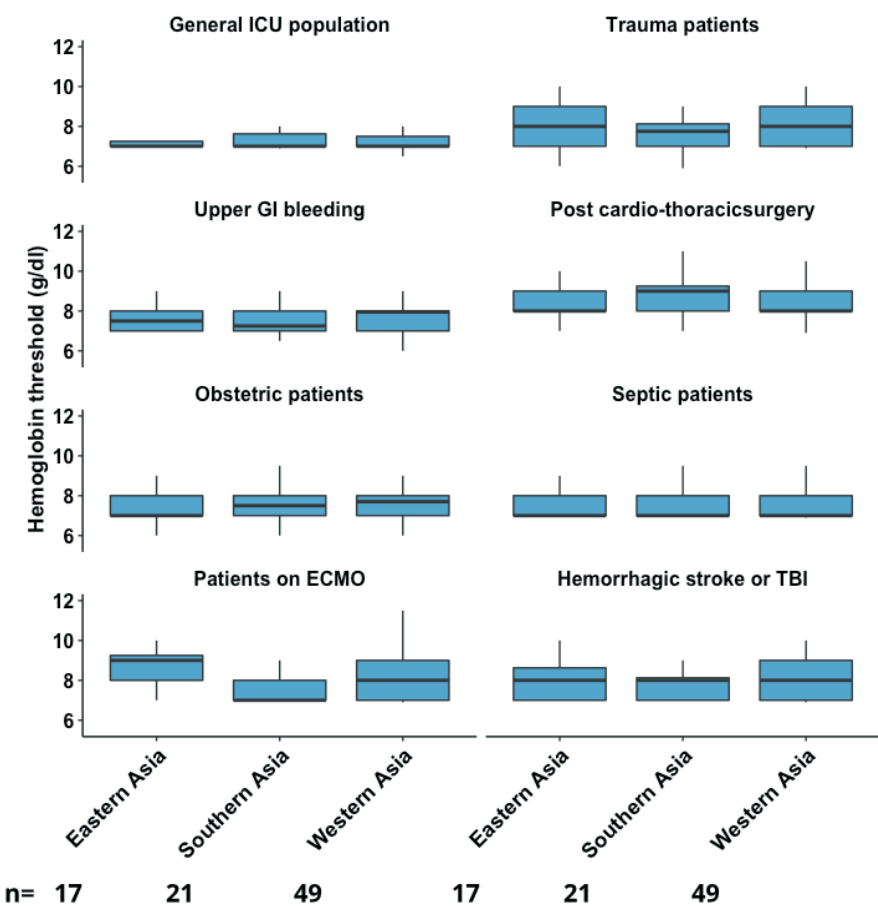 General ICU population
Trauma patients
12
10
8
6
Upper GI bleeding
Post cardio-thoracicsurgery
12
10
8
6
Hemoglobin threshold (g/dl)
Obstetric patients
Septic patients
12
10
8
6
Patients on ECMO
Hemorrhagic stroke or TBI
12
10
8
6
Eastern Asia
Southern Asia
Western Asia
Eastern Asia
Southern Asia
Western Asia
n= 17 21 49 17 21 49